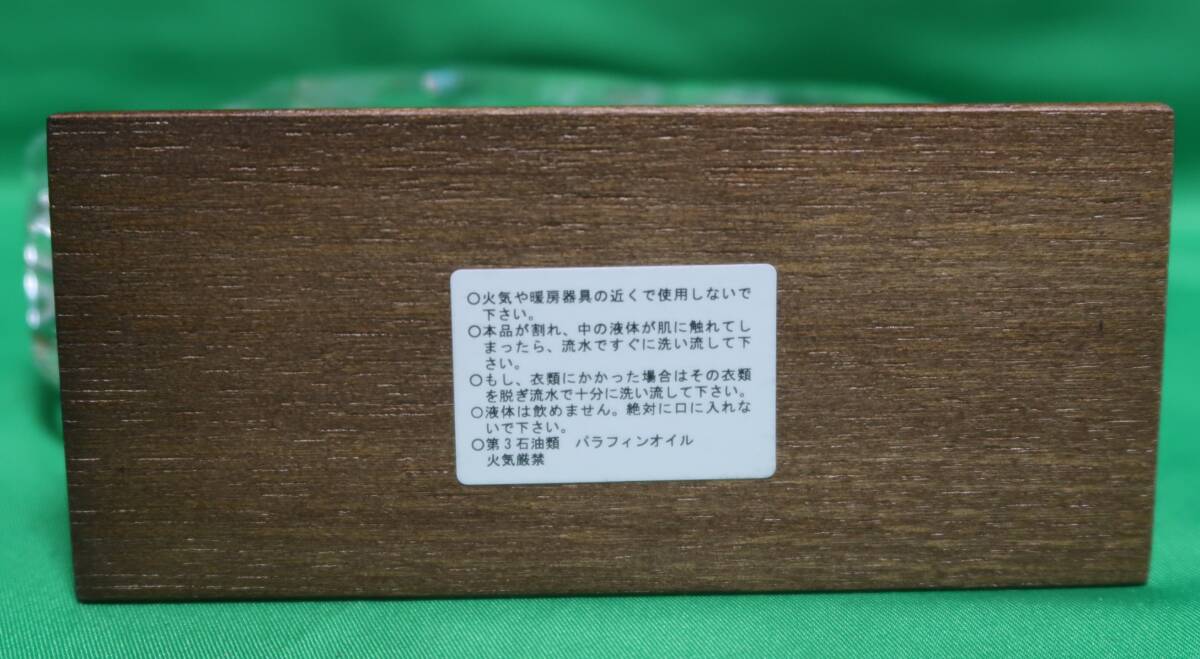 ○火気や暖房器具の近くで使用しないで
下さい。
○本品が割れ、中の液体が肌に触れてし
まったら、流水ですぐに洗い流して下
さい。
○もし、衣類にかかった場合はその衣類
を脱ぎ流水で十分に洗い流して下さい。
○液体は飲めません。絶対に口に入れな
いで下さい。
○第3石油類　パラフィンオイル
火気厳禁